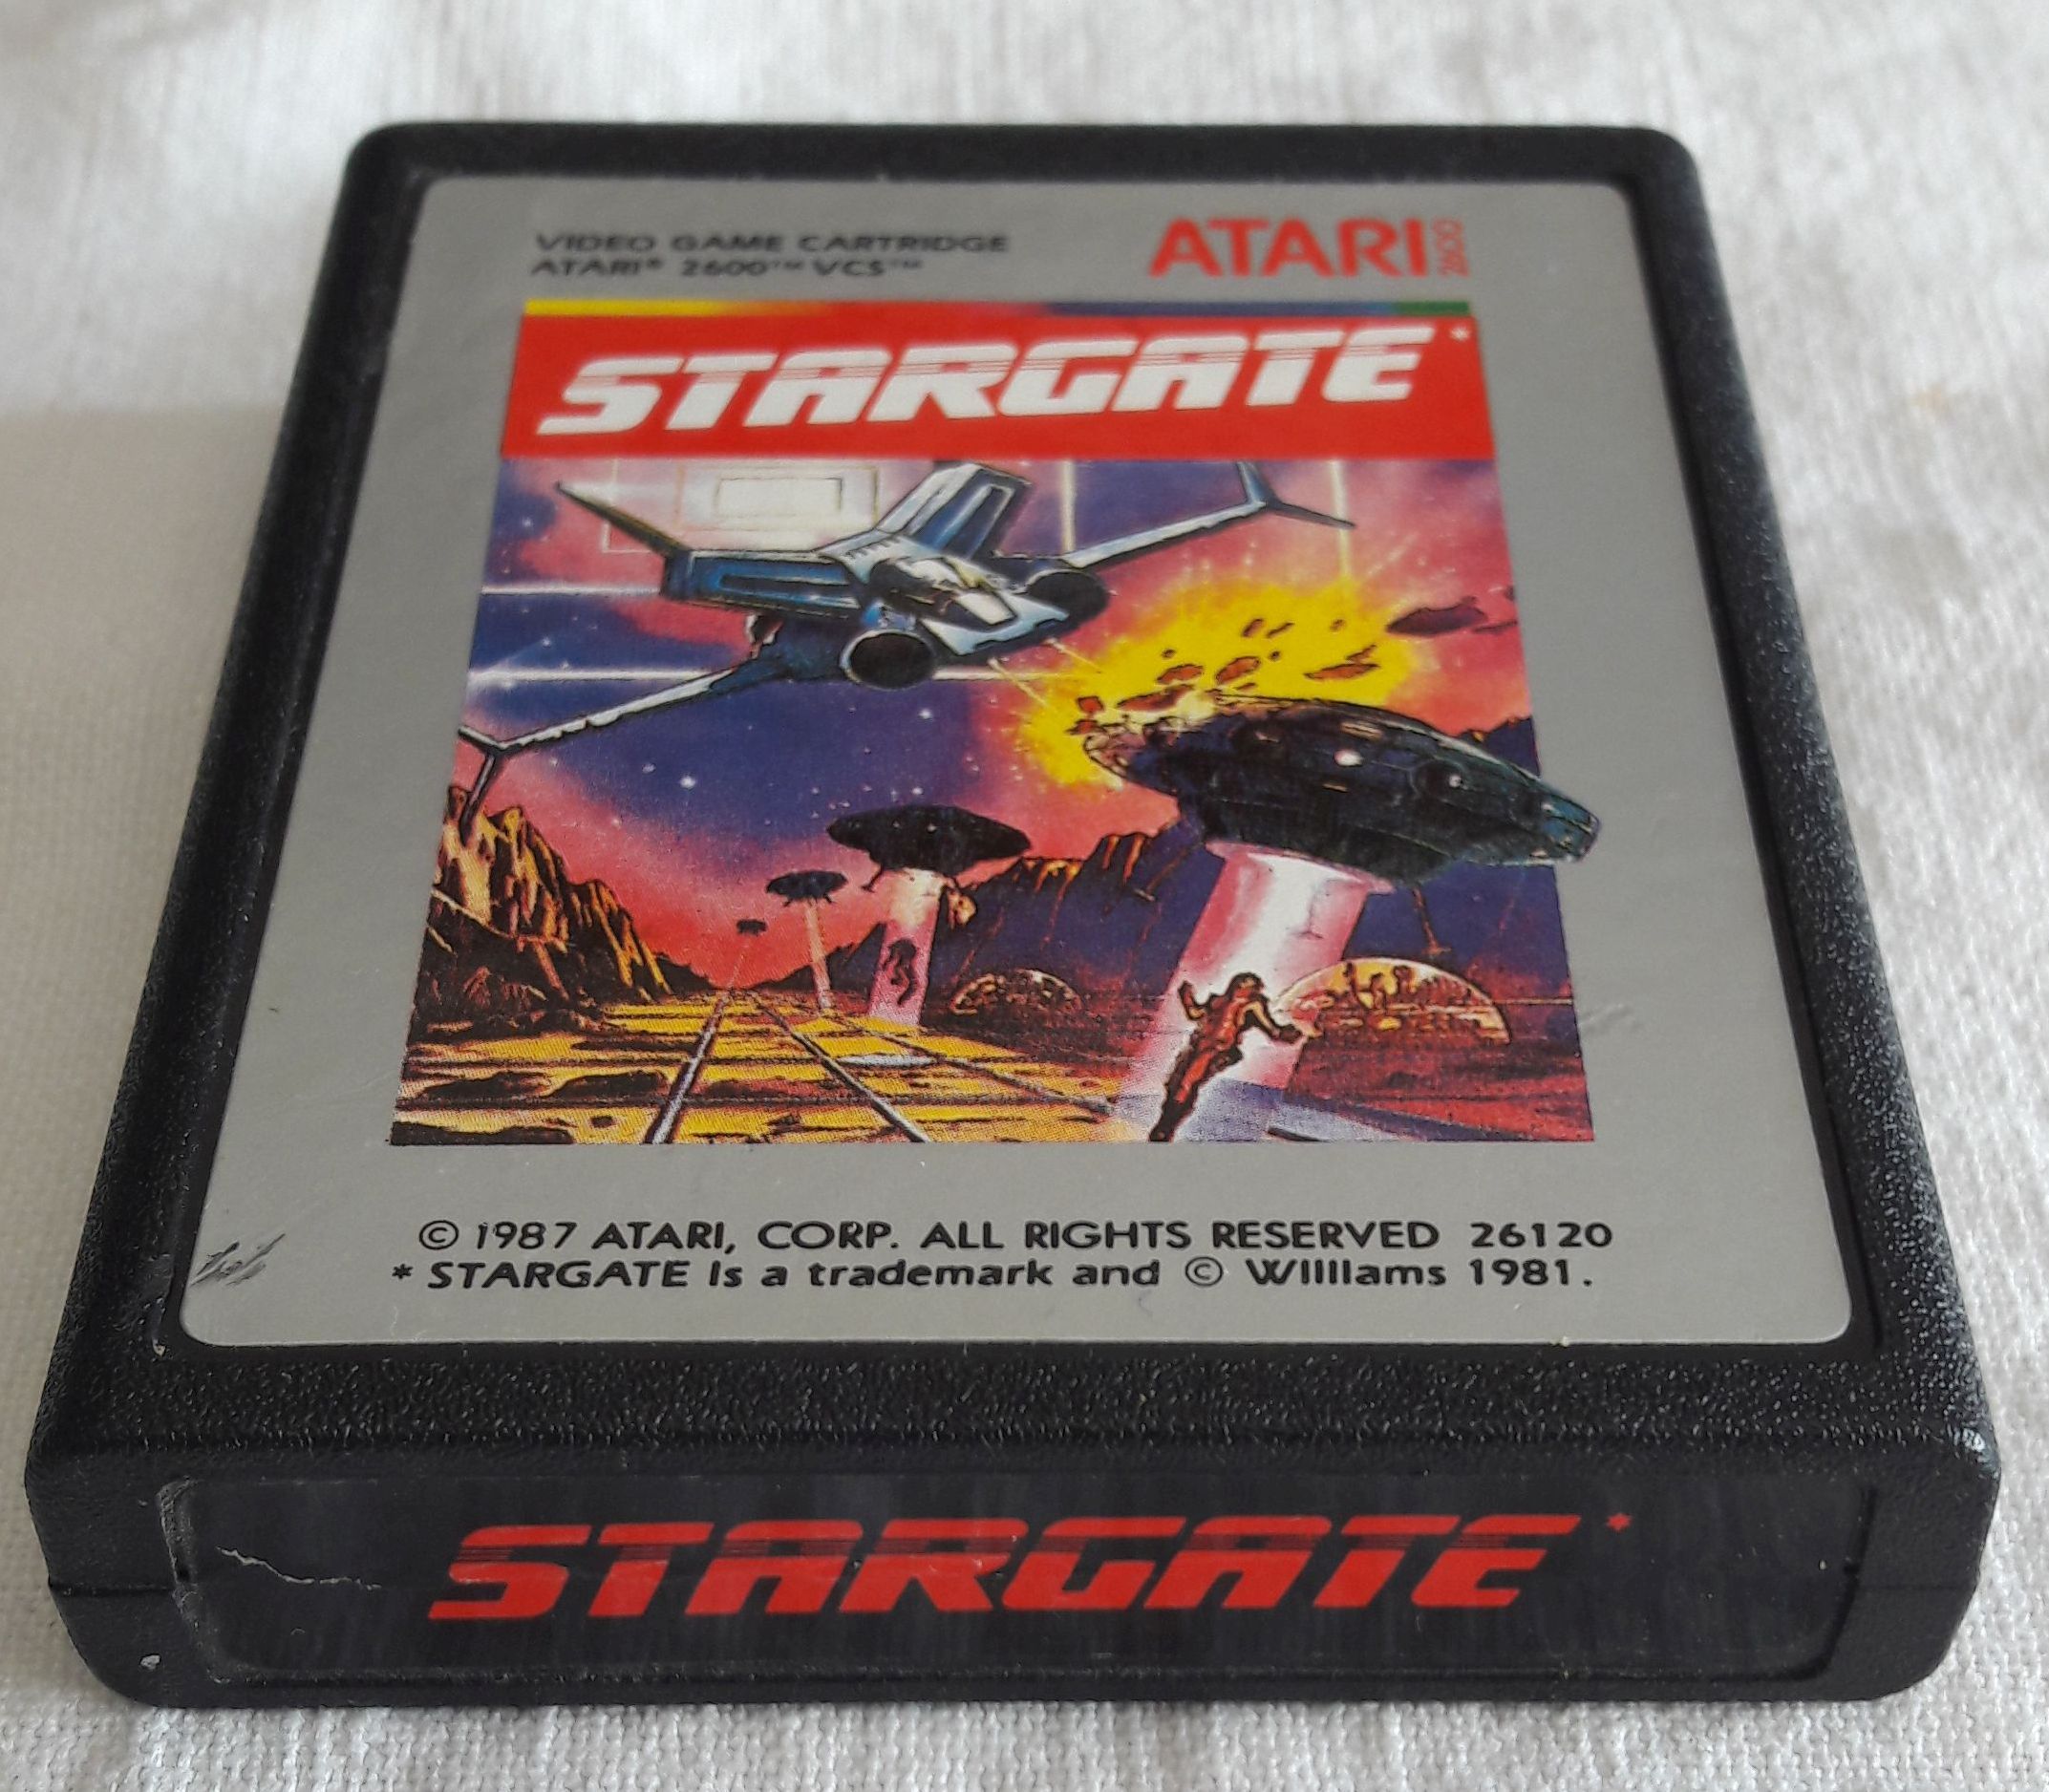 VIDEO GAME CARTRIDGE
ATARI® 2600™ VCS™
ATARI 2600
STARGATE*
© 1987 ATARI, CORP. ALL RIGHTS RESERVED 26120
* STARGATE Is a trademark and © Williams 1981.
STARGATE*